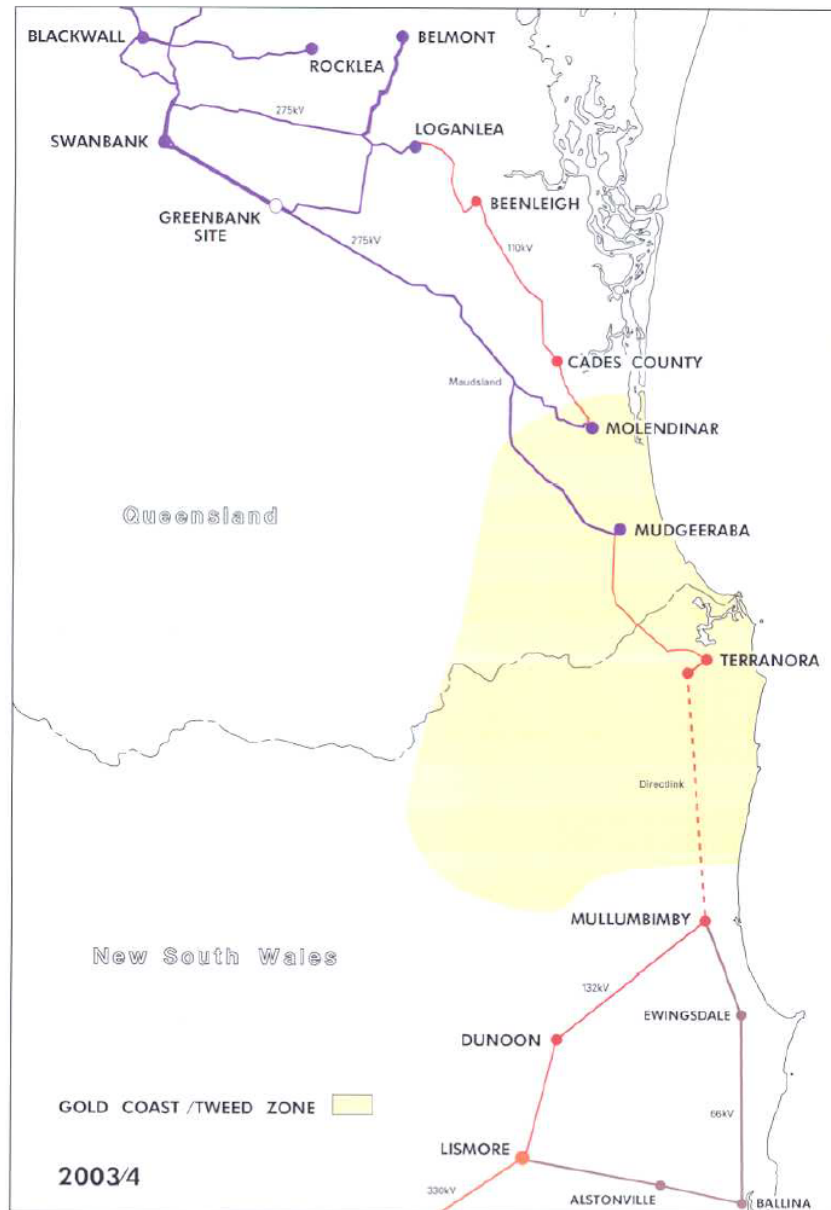 BLACKWALL
BELMONT
ROCKLEA
275kV
SWANBANK
LOGANLEA
GREENBANK
SITE
BEENLEIGH
275kV
110kV
CADES COUNTY
Maudsland
MOLENDINAR
Queensland
MUDGEERABA
TERRANORA
Directlink
MULLUMBIMBY
New South Wales
132kV
EWINGSDALE
DUNOON
GOLD COAST /TWEED ZONE
66kV
LISMORE
2003/4
330kV
ALSTONVILLE
BALLINA